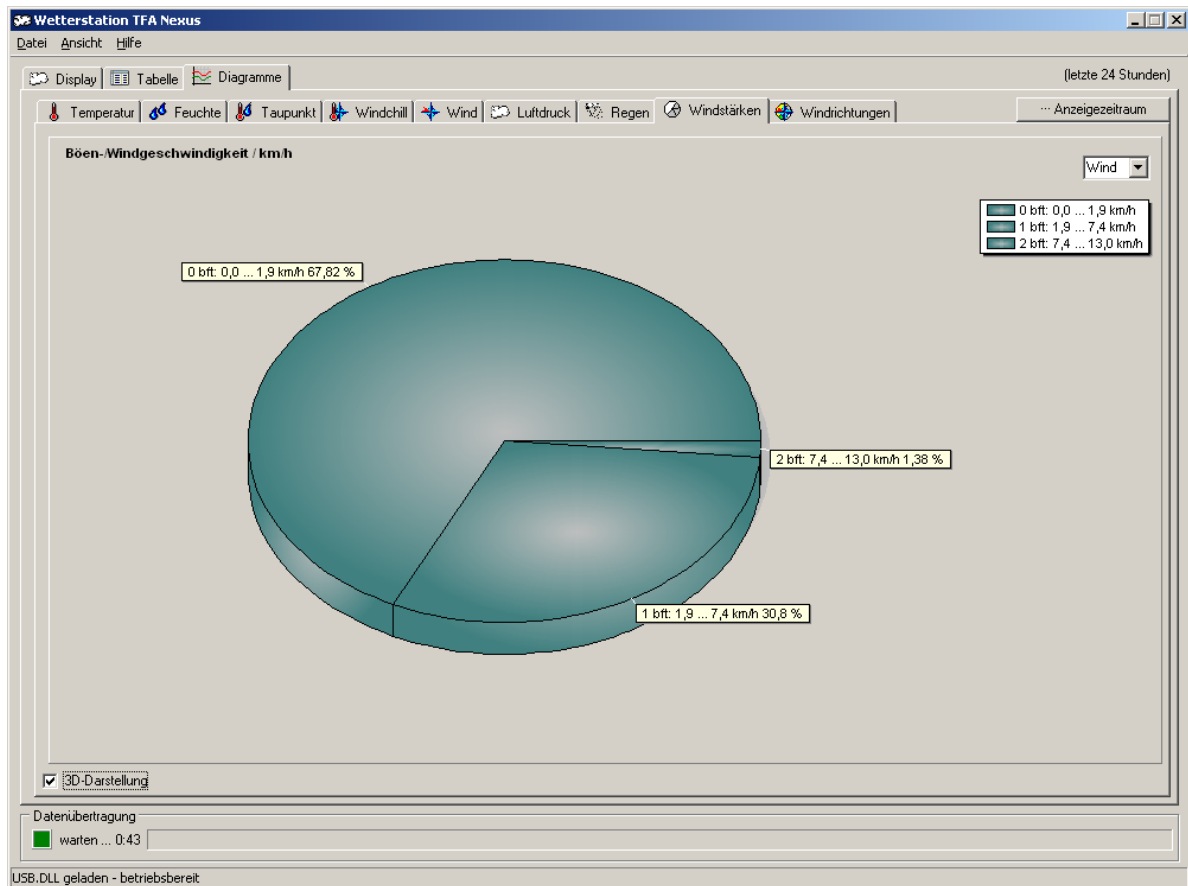 Wetterstation TFA Nexus
Datei Ansicht Hilfe
Display Tabelle Diagramme
(letzte 24 Stunden)
Temperatur Feuchte Taupunkt Windchill Wind Luftdruck Regen Windstärken Windrichtungen
... Anzeigezeitraum
Böen-/Windgeschwindigkeit / km/h
Wind
0 bft: 0,0 ... 1,9 km/h
1 bft: 1,9 ... 7,4 km/h
2 bft: 7,4 ... 13,0 km/h
0 bft: 0,0 ... 1,9 km/h 67,82 %
2 bft: 7,4 ... 13,0 km/h 1,38 %
1 bft: 1,9 ... 7,4 km/h 30,8 %
3D-Darstellung
Datenübertragung
warten ... 0:43
USB.DLL geladen - betriebsbereit